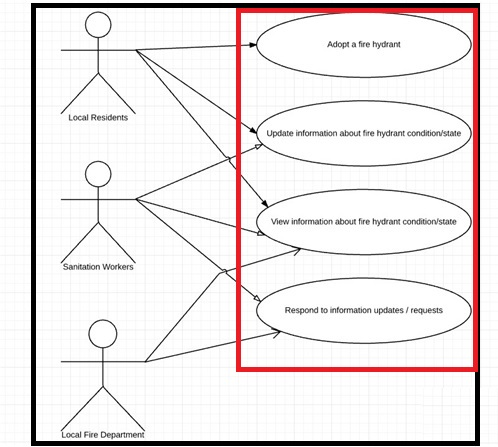 Adopt a fire hydrant
Local Residents
Update information about fire hydrant condition/state
View information about fire hydrant condition/state
Sanitation Workers
Respond to information updates / requests
Local Fire Department